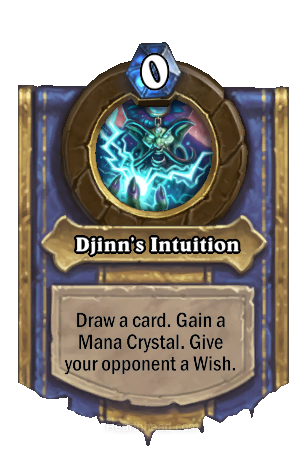 0
Djinn's Intuition
Draw a card. Gain a
Mana Crystal. Give
your opponent a Wish.